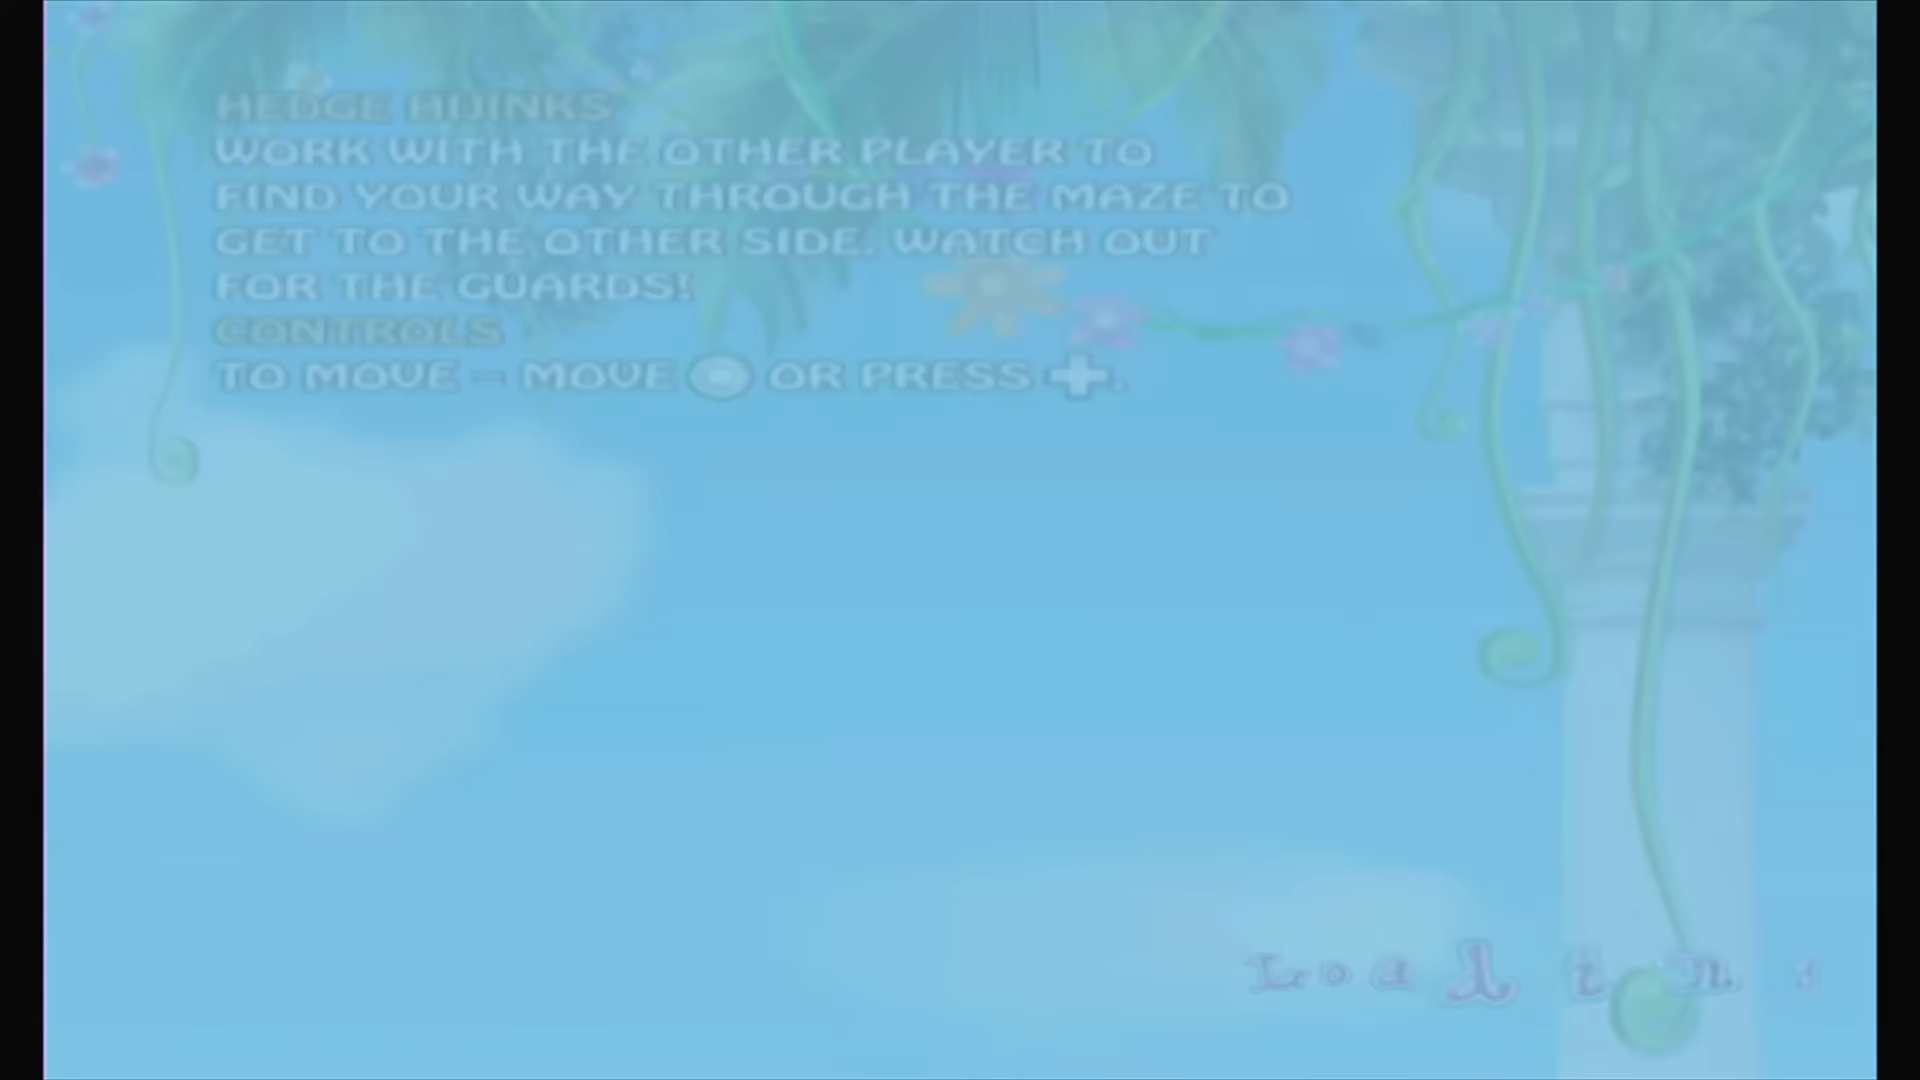 HEDGE HIJINKS
WORK WITH THE OTHER PLAYER TO
FIND YOUR WAY THROUGH THE MAZE TO
GET TO THE OTHER SIDE. WATCH OUT
FOR THE GUARDS!
CONTROLS
TO MOVE - MOVE OR PRESS .
Loadin